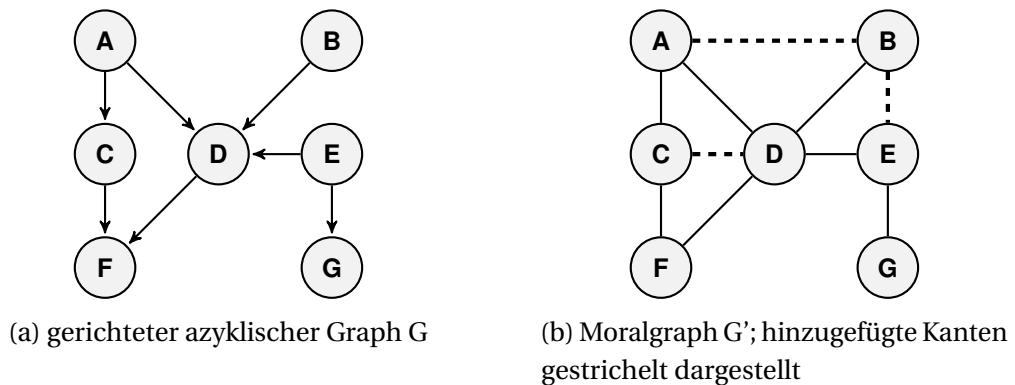 A B A B
C D E C D E
F G F G
(a) gerichteter azyklischer Graph G
(b) Moralgraph G’; hinzugefügte Kanten
gestrichelt dargestellt